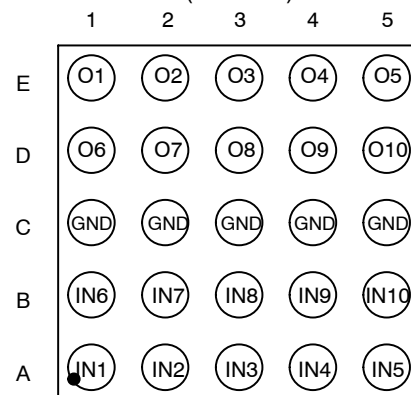 1 2 3 4 5
E O1 O2 O3 O4 O5
D O6 O7 O8 O9 O10
C GND GND GND GND GND
B IN6 IN7 IN8 IN9 IN10
A IN1 IN2 IN3 IN4 IN5